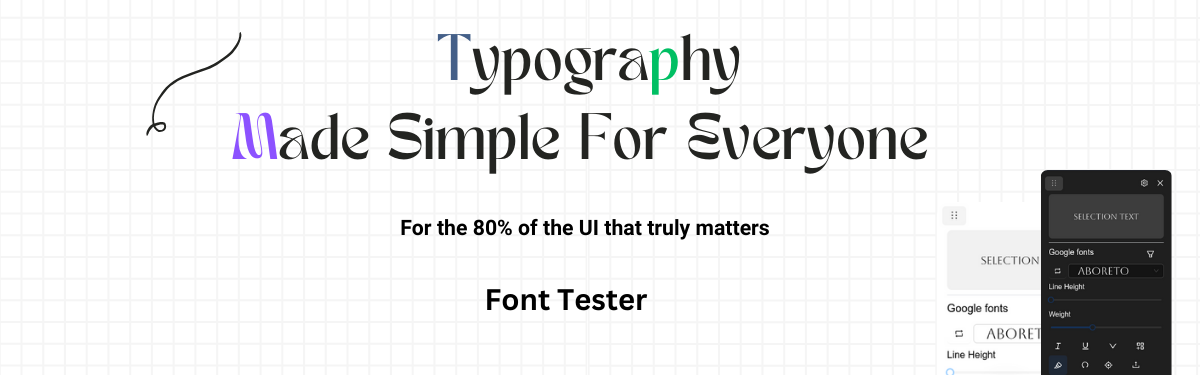 Typography
Made Simple For Everyone
For the 80% of the UI that truly matters
Font Tester
SELECTION
Google fonts
ABORET
Line Height
SELECTION TEXT
Google fonts
ABORETO
Line Height
Weight